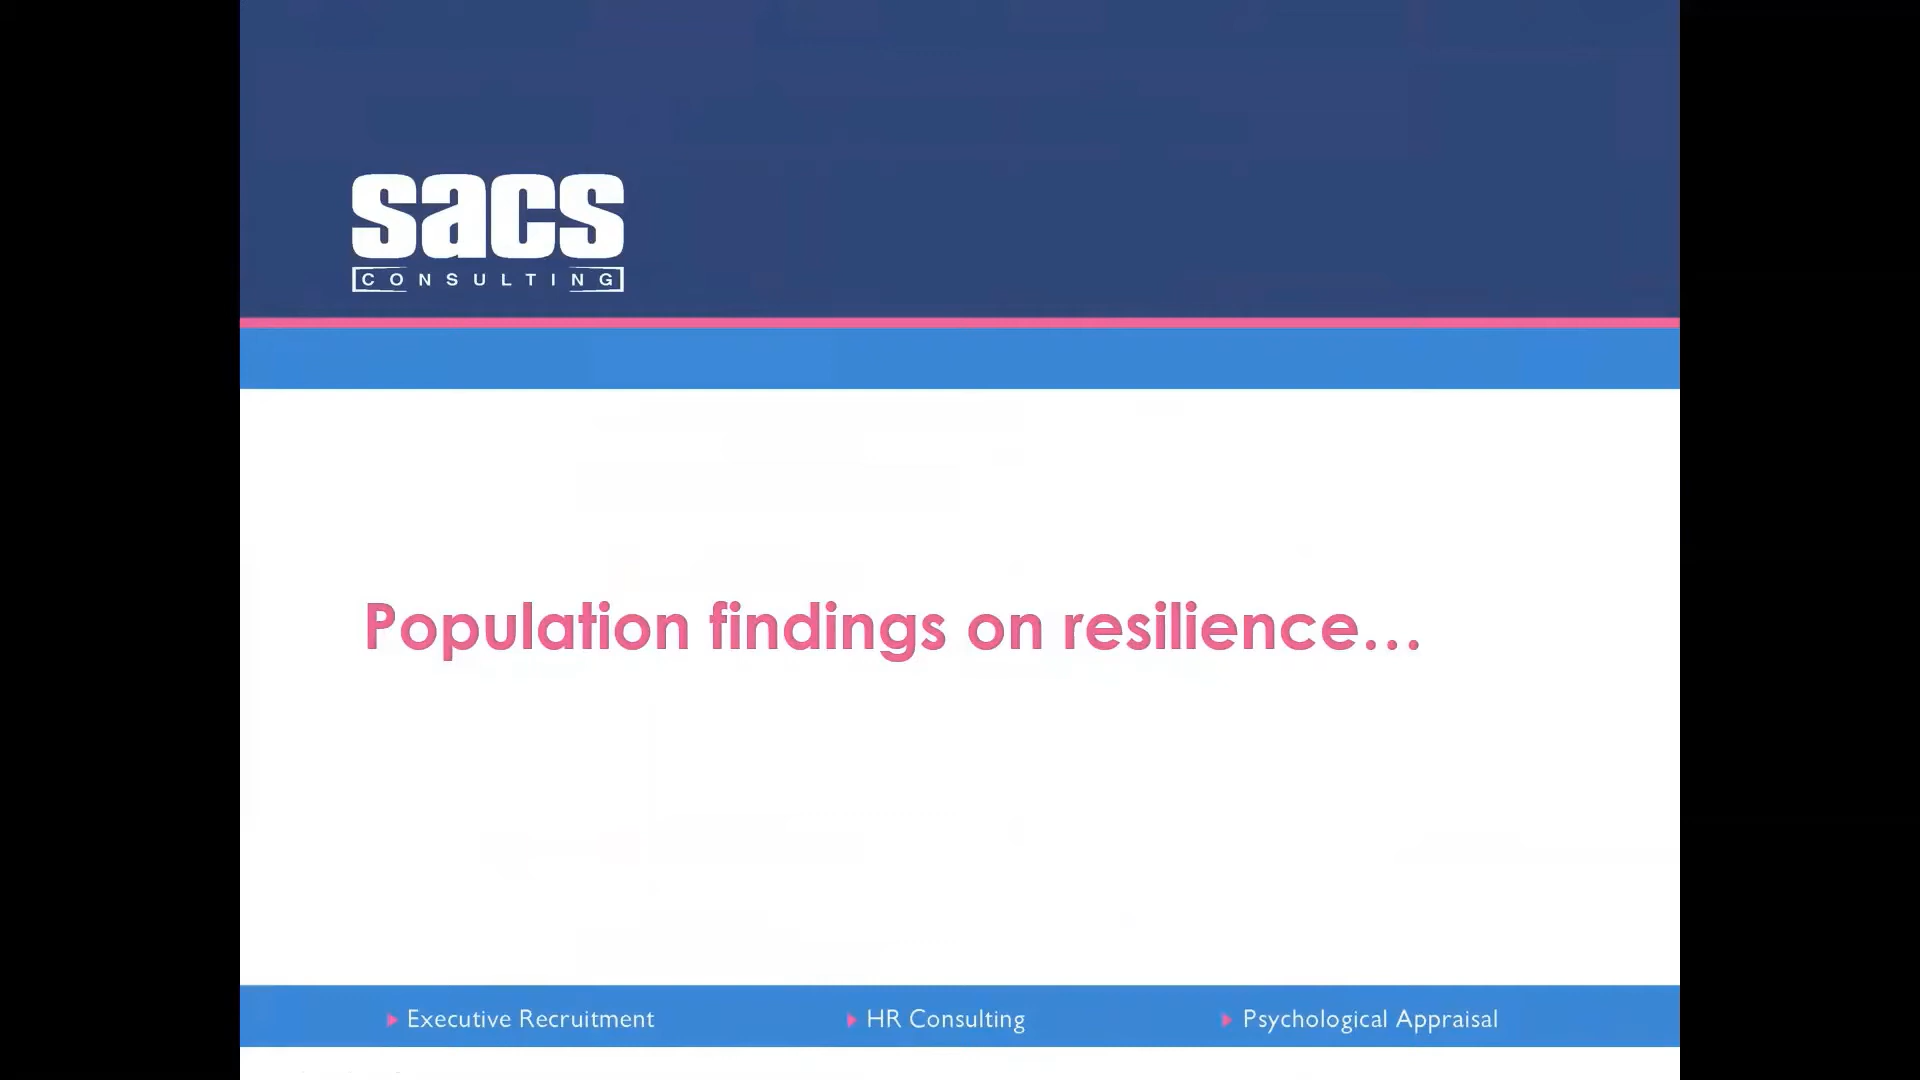 sacs
CONSULTING
Population findings on resilience...
Executive Recruitment
HR Consulting
Psychological Appraisal